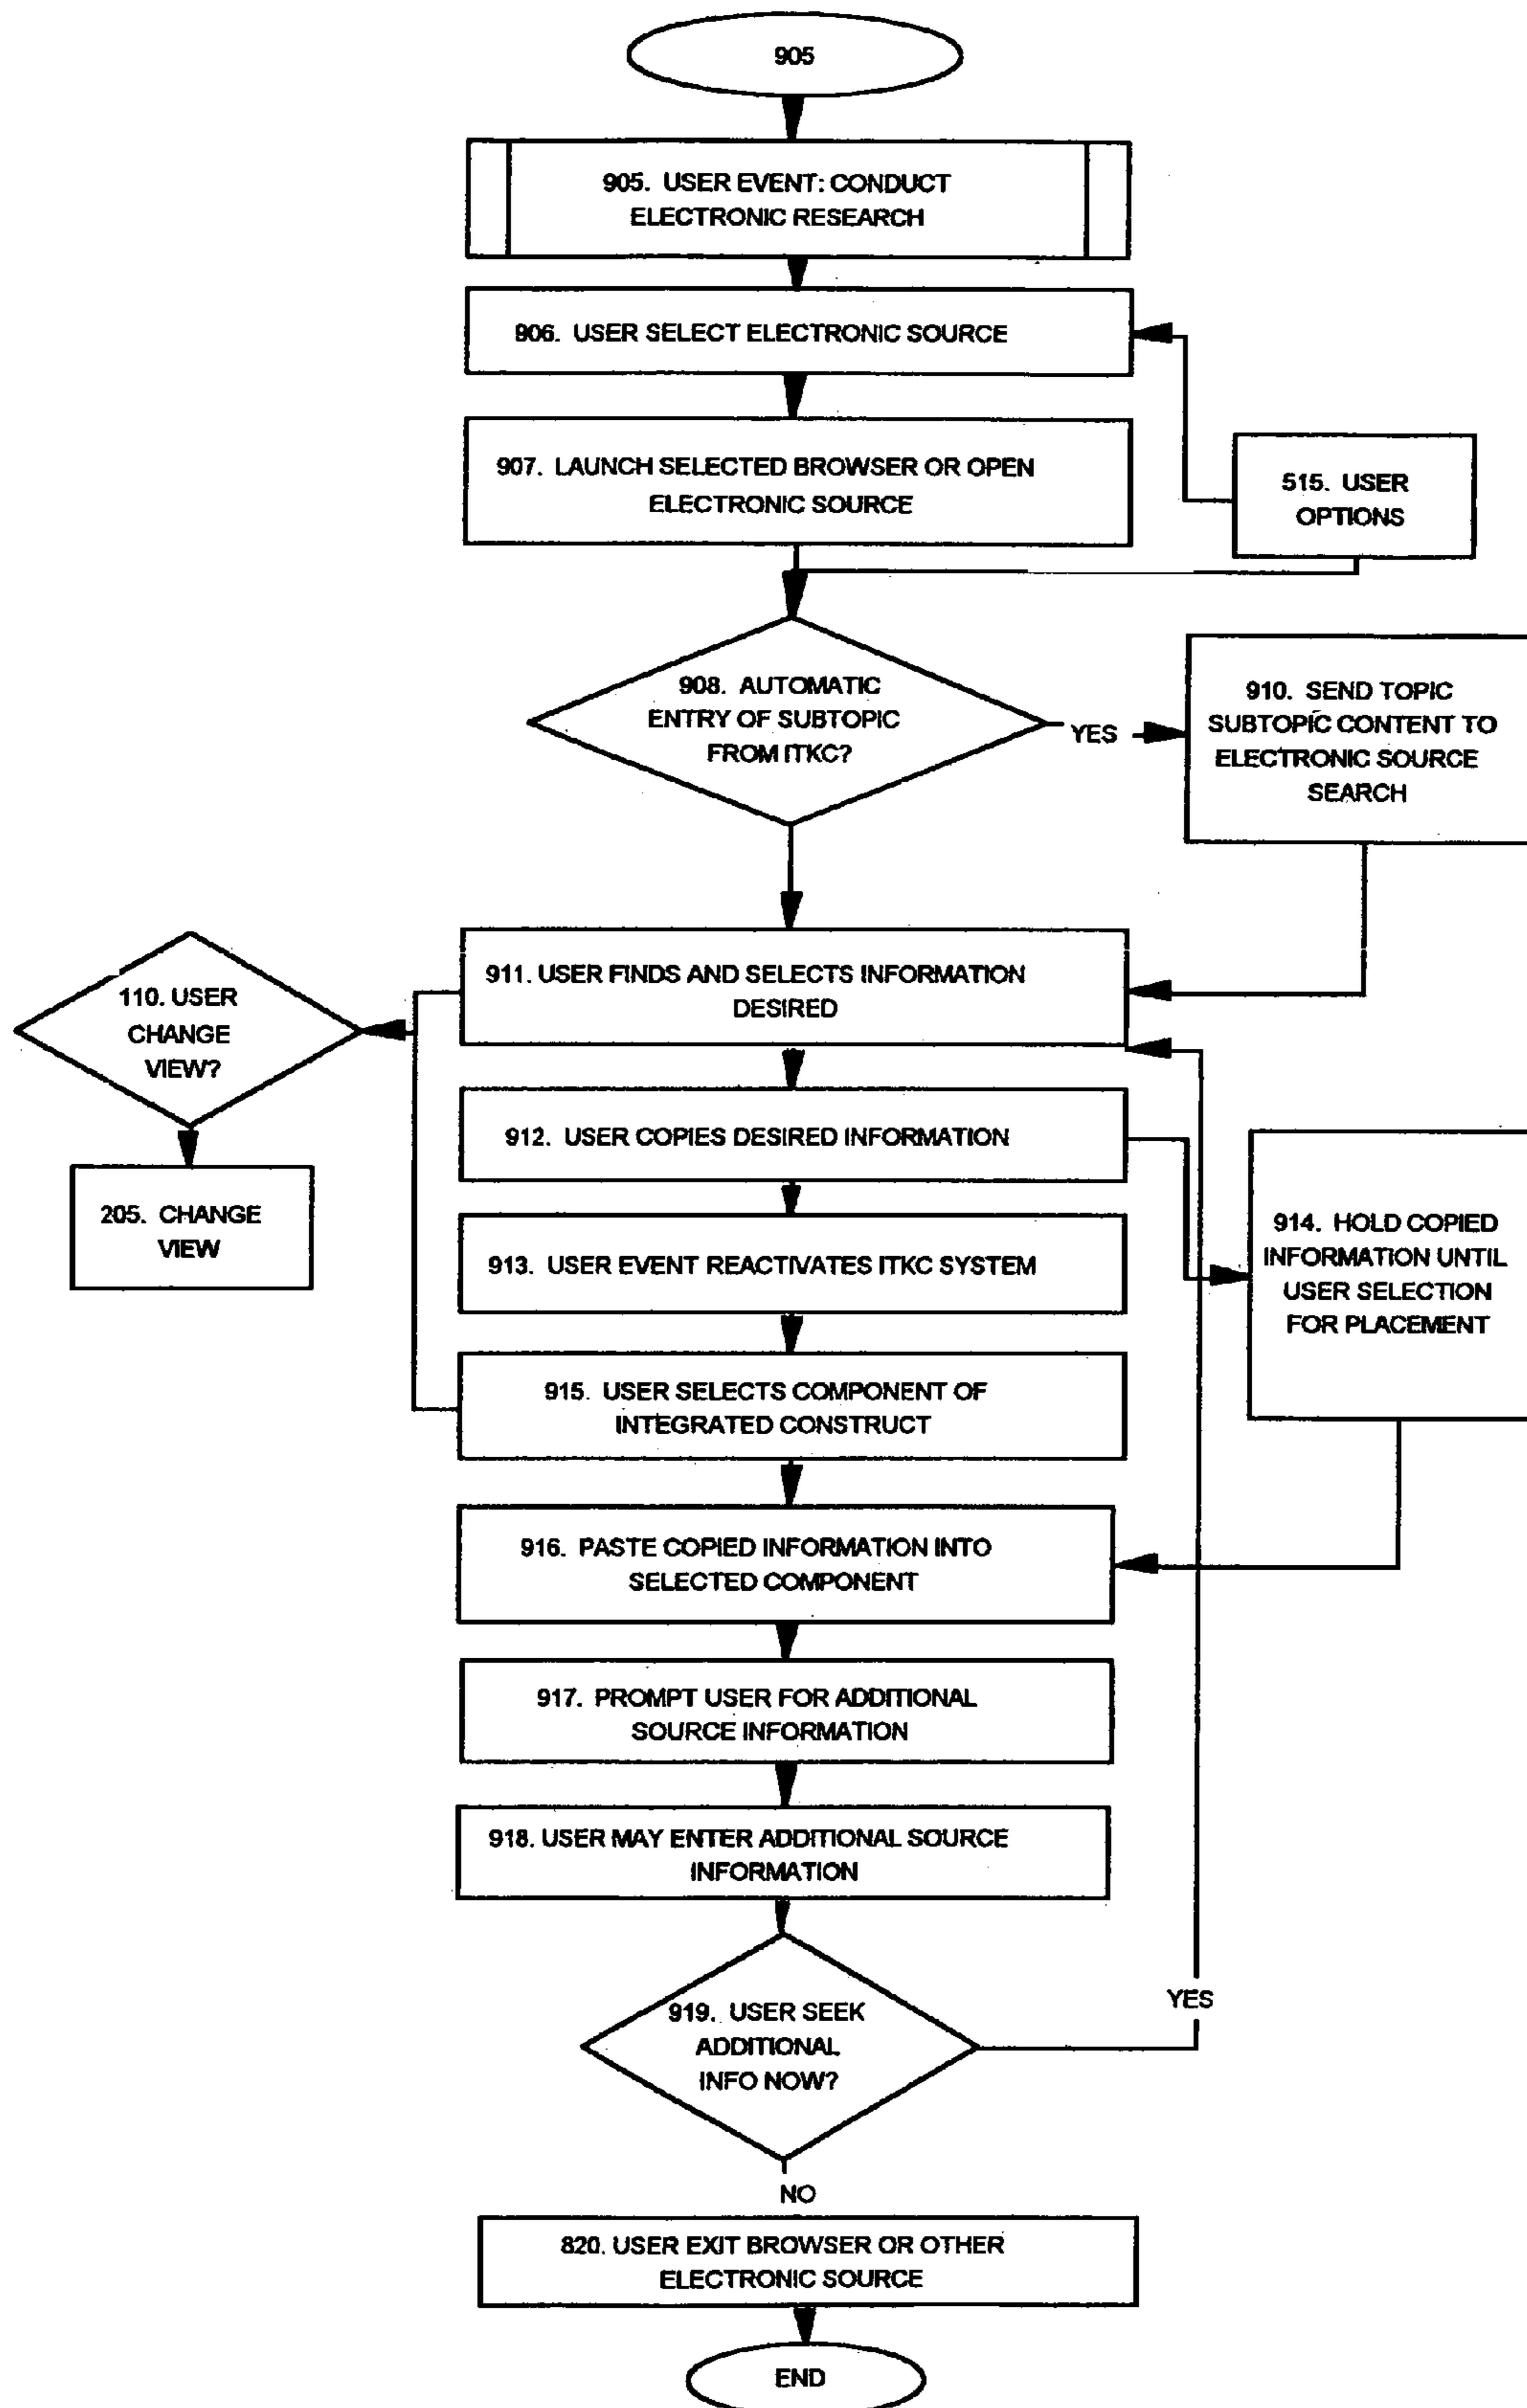 905
905. USER EVENT: CONDUCT
ELECTRONIC RESEARCH
906. USER SELECT ELECTRONIC SOURCE
907. LAUNCH SELECTED BROWSER OR OPEN
ELECTRONIC SOURCE
515. USER
OPTIONS
908. AUTOMATIC
ENTRY OF SUBTOPIC
FROM ITKC?
YES
910. SEND TOPIC
SUBTOPIC CONTENT TO
ELECTRONIC SOURCE
SEARCH
911. USER FINDS AND SELECTS INFORMATION
DESIRED
110. USER
CHANGE
VIEW?
205. CHANGE
VIEW
912. USER COPIES DESIRED INFORMATION
913. USER EVENT REACTIVATES ITKC SYSTEM
914. HOLD COPIED
INFORMATION UNTIL
USER SELECTION
FOR PLACEMENT
915. USER SELECTS COMPONENT OF
INTEGRATED CONSTRUCT
916. PASTE COPIED INFORMATION INTO
SELECTED COMPONENT
917. PROMPT USER FOR ADDITIONAL
SOURCE INFORMATION
918. USER MAY ENTER ADDITIONAL SOURCE
INFORMATION
919. USER SEEK
ADDITIONAL
INFO NOW?
YES
NO
820. USER EXIT BROWSER OR OTHER
ELECTRONIC SOURCE
END